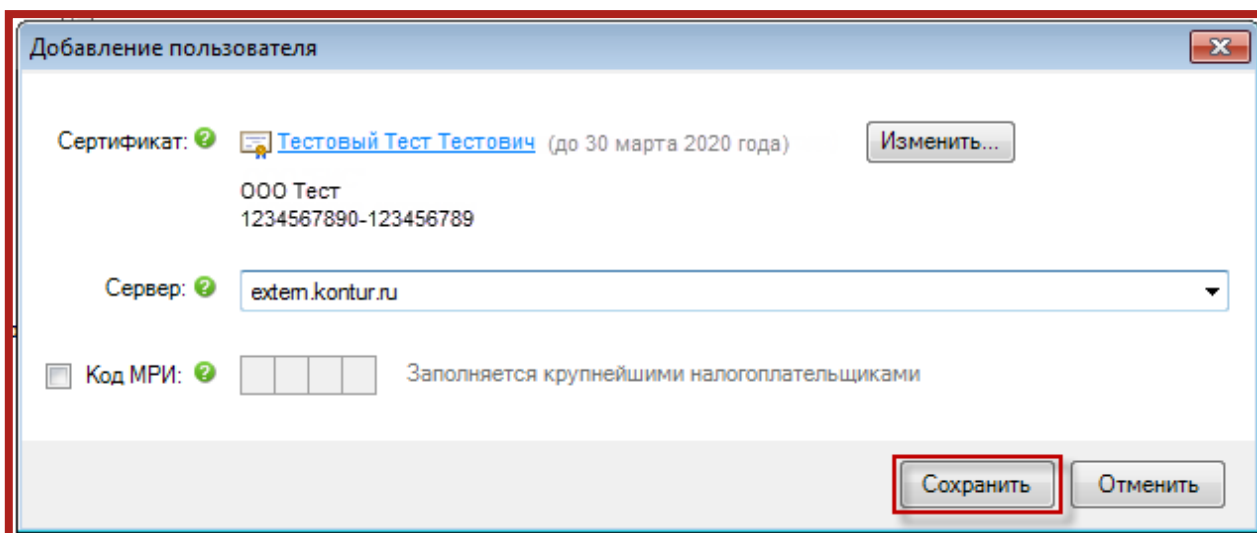 Добавление пользователя
Сертификат: Тестовый Тест Тестович (до 30 марта 2020 года) Изменить...
ООО Тест
1234567890-123456789
Сервер: extern.kontur.ru
Код МРИ: Заполняется крупнейшими налогоплательщиками
Сохранить Отменить